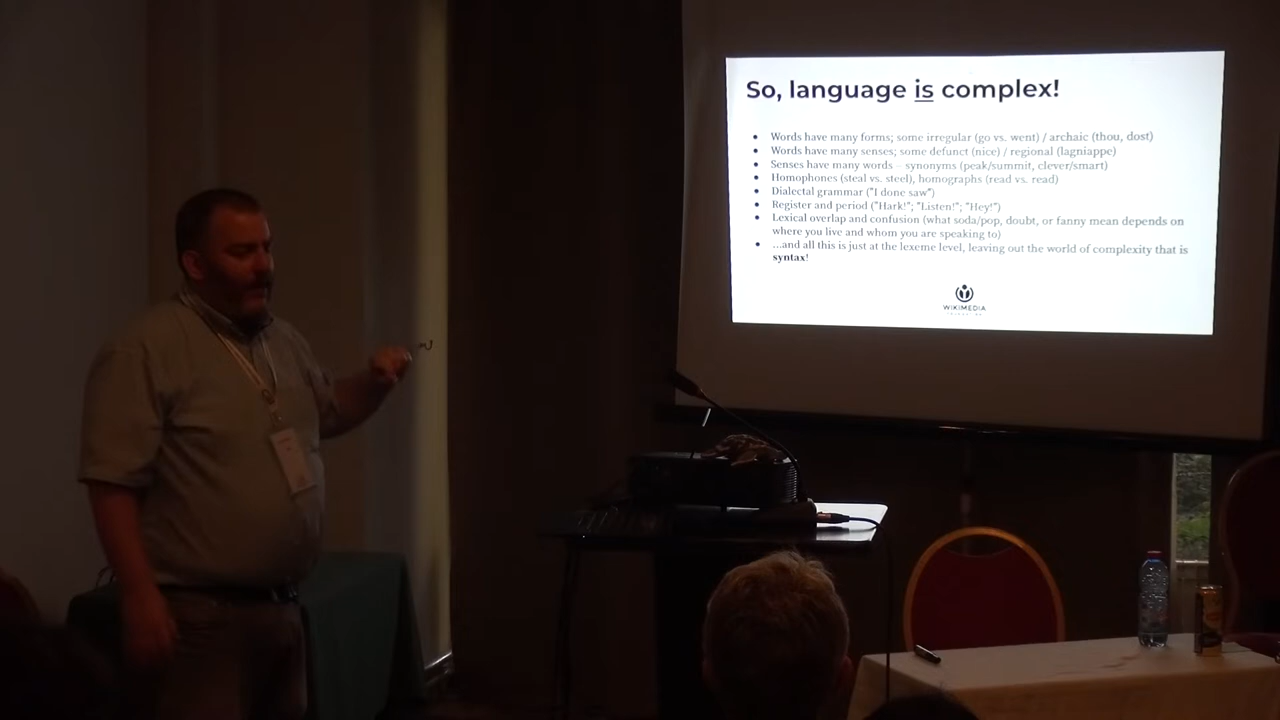 So, language is complex!
• Words have many forms; some irregular (go vs. went) / archaic (thou, dost)
• Words have many senses; some defunct (nice) / regional (lagniappe)
• Senses have many words – synonyms (peak/summit, clever/smart)
• Homophones (steal vs. steel), homographs (read vs. read)
• Dialectal grammar ("I done saw")
• Register and period ("Hark!"; "Listen!"; "Hey!")
• Lexical overlap and confusion (what soda/pop, doubt, or fanny mean depends on
where you live and whom you are speaking to)
• ...and all this is just at the lexeme level, leaving out the world of complexity that is
syntax!
WIKIMEDIA